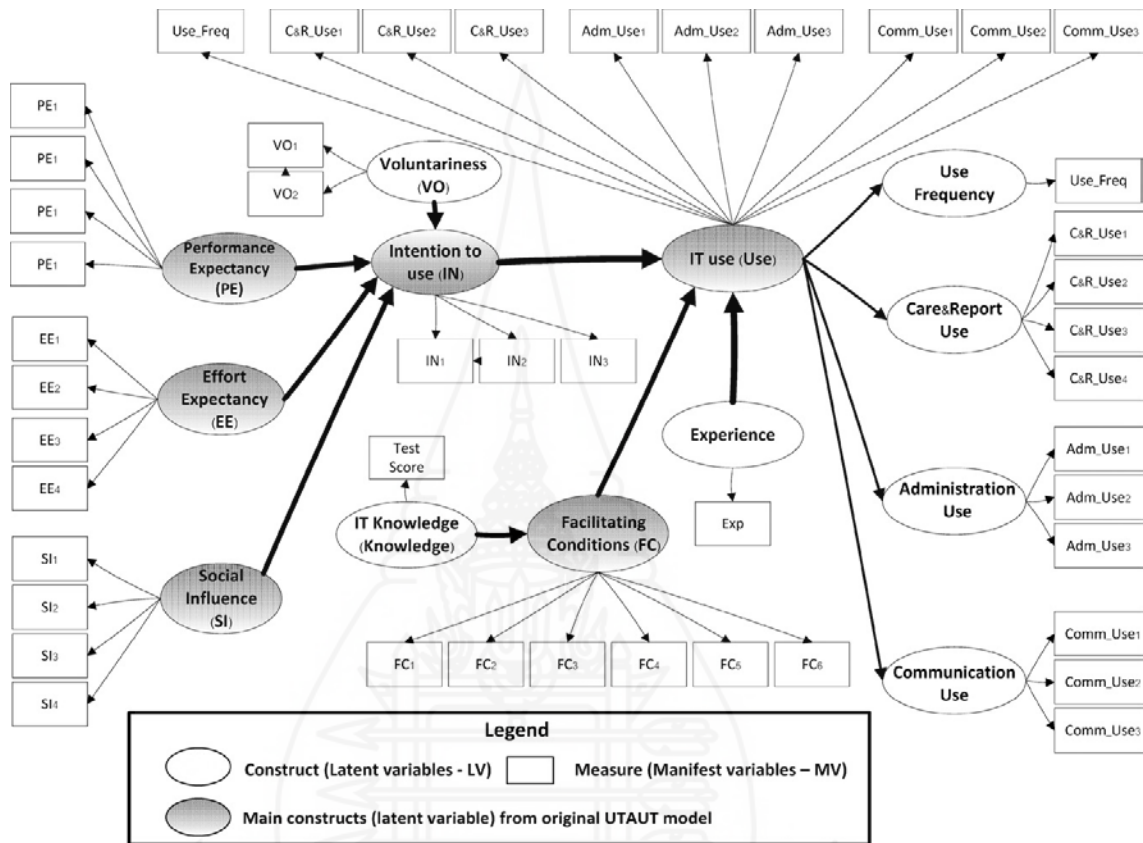 Use_Freq
C&R_Use1
C&R_Use2
C&R_Use3
Adm_Use1
Adm_Use2
Adm_Use3
Comm_Use1
Comm_Use2
Comm_Use3
PE1
PE1
PE1
PE1
VO1
VO2
Voluntariness
(VO)
Performance
Expectancy
(PE)
Intention to
use (IN)
IT use (Use)
Use
Frequency
Use_Freq
C&R_Use1
C&R_Use2
C&R_Use3
C&R_Use4
Care&Report
Use
EE1
EE2
EE3
EE4
Effort
Expectancy
(EE)
IN1
IN2
IN3
Experience
Exp
Test
Score
IT Knowledge
(Knowledge)
Facilitating
Conditions (FC)
Administration
Use
Adm_Use1
Adm_Use2
Adm_Use3
SI1
SI2
SI3
SI4
Social
Influence
(SI)
FC1
FC2
FC3
FC4
FC5
FC6
Communication
Use
Comm_Use1
Comm_Use2
Comm_Use3
Legend
Construct (Latent variables - LV)
Measure (Manifest variables – MV)
Main constructs (latent variable) from original UTAUT model